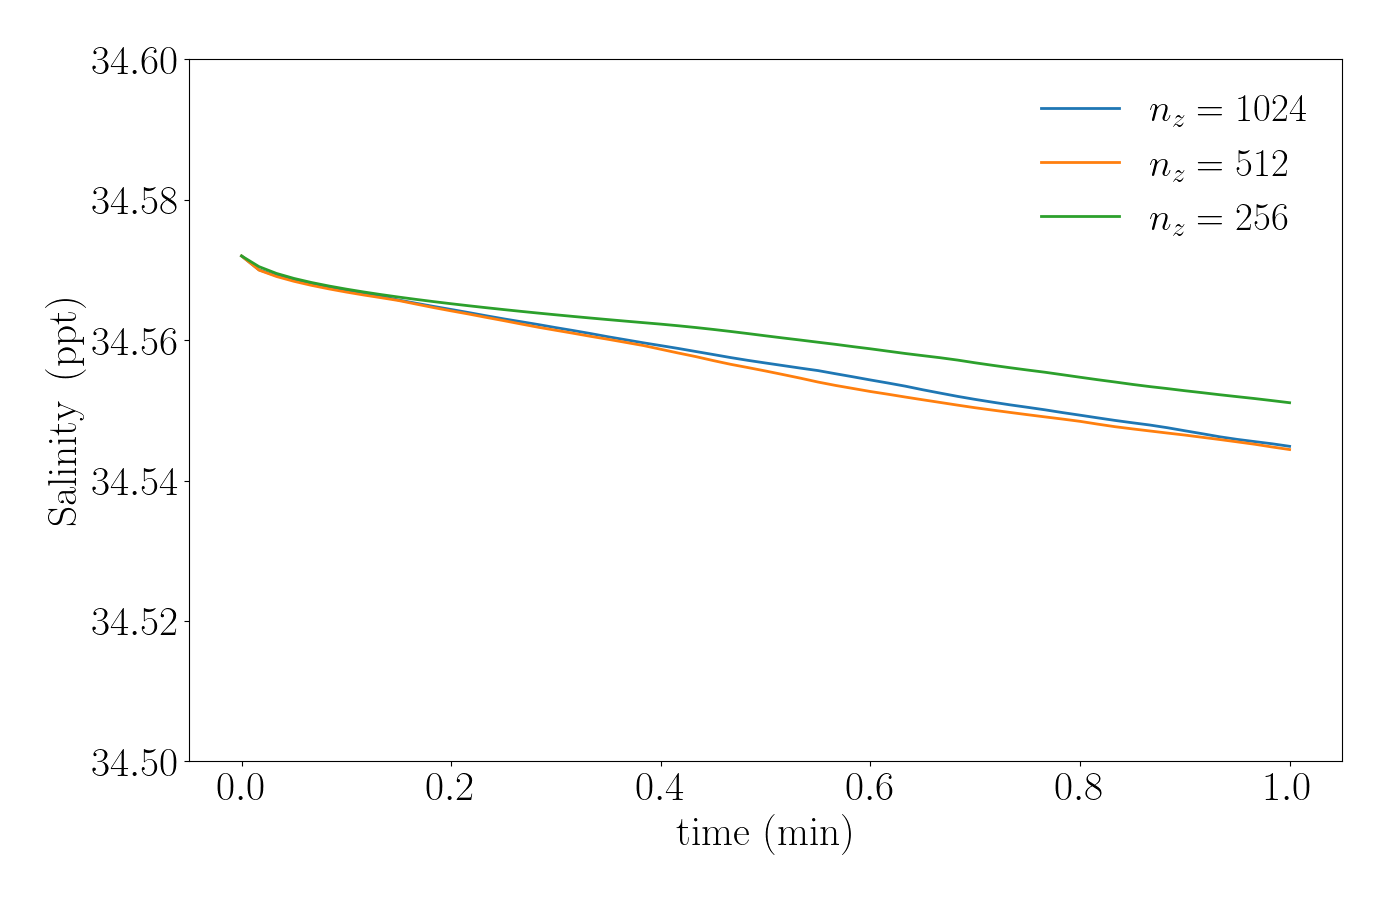 34.60
34.58
34.56
34.54
34.52
34.50
Salinity (ppt)
0.0 0.2 0.4 0.6 0.8 1.0
time (min)
n_z = 1024
n_z = 512
n_z = 256